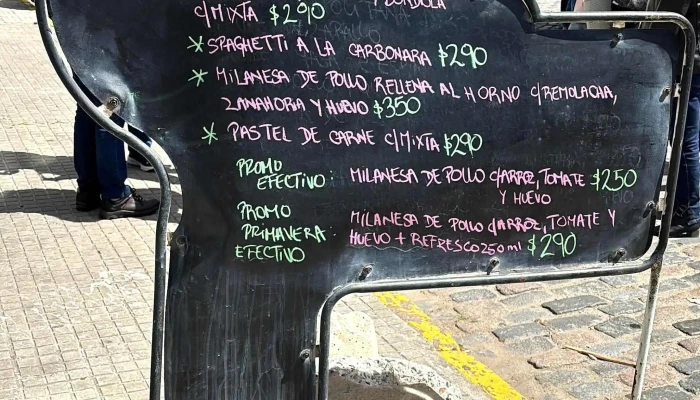 C/MIXTA $290
* SPAGHETTI A LA CARBONARA $290
* MILANESA DE POLLO RELLENA AL HORNO C/REMOLACHA,
ZANAHORIA Y HUEVO $350
* PASTEL DE CARNE C/MIXTA $290
PROMO
EFECTIVO: MILANESA DE POLLO C/ARROZ, TOMATE $250
Y HUEVO
PROMO
PRIMAVERA:
EFECTIVO
MILANESA DE POLLO C/ARROZ, TOMATE Y
HUEVO + REFRESCO 250 ml $290